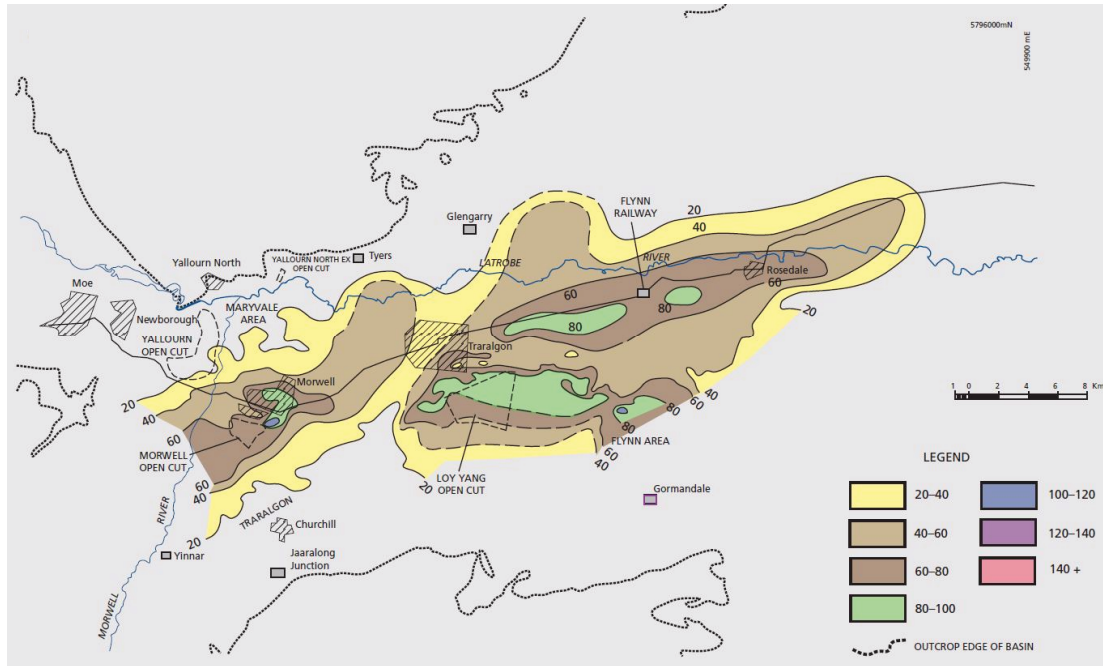 5796000mN
549900 mE
Glengarry
FLYNN
RAILWAY
20
40
Tyers
YALLOURN NORTH EX
OPEN CUT
Yallourn North
LATROBE
RIVER
Rosedale
60
Moe
Newborough
MARYVALE
AREA
YALLOURN
OPEN CUT
60
80
80
20
Traralgon
Morwell
20
40
60
40
60
80
80
60
40
FLYNN AREA
MORWELL
OPEN CUT
60
40
20
LOY YANG
OPEN CUT
Gormandale
TRARALGON
Churchill
20
RIVER
Yinnar
Jaaralong
Junction
MORWELL
1 0 2 4 6 8 Km
LEGEND
20–40
100–120
40–60
120–140
60–80
140 +
80–100
OUTCROP EDGE OF BASIN